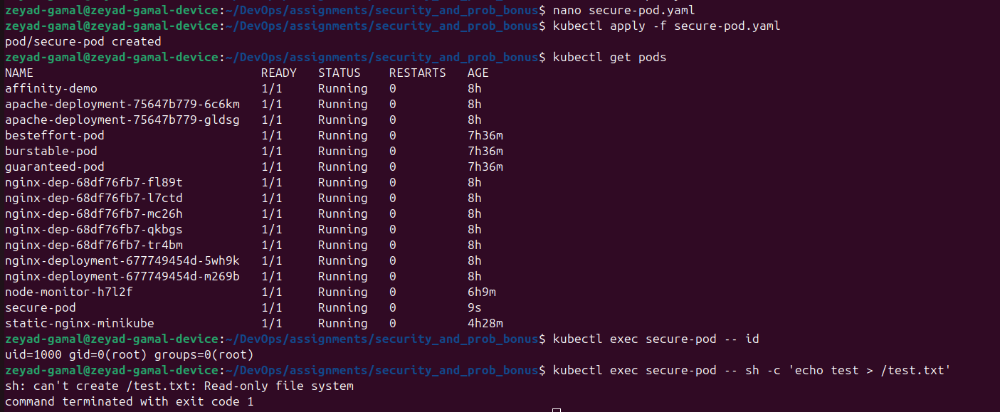 zeyad-gamal@zeyad-gamal-device:~/DevOps/assignments/security_and_prob_bonus$ nano secure-pod.yaml
zeyad-gamal@zeyad-gamal-device:~/DevOps/assignments/security_and_prob_bonus$ kubectl apply -f secure-pod.yaml
pod/secure-pod created
zeyad-gamal@zeyad-gamal-device:~/DevOps/assignments/security_and_prob_bonus$ kubectl get pods
NAME READY STATUS RESTARTS AGE
affinity-demo 1/1 Running 0 8h
apache-deployment-75647b779-6c6km 1/1 Running 0 8h
apache-deployment-75647b779-gldsg 1/1 Running 0 8h
besteffort-pod 1/1 Running 0 7h36m
burstable-pod 1/1 Running 0 7h36m
guaranteed-pod 1/1 Running 0 7h36m
nginx-dep-68df76fb7-fl89t 1/1 Running 0 8h
nginx-dep-68df76fb7-l7ctd 1/1 Running 0 8h
nginx-dep-68df76fb7-mc26h 1/1 Running 0 8h
nginx-dep-68df76fb7-qkbgs 1/1 Running 0 8h
nginx-dep-68df76fb7-tr4bm 1/1 Running 0 8h
nginx-deployment-677749454d-5wh9k 1/1 Running 0 8h
nginx-deployment-677749454d-m269b 1/1 Running 0 8h
node-monitor-h7l2f 1/1 Running 0 6h9m
secure-pod 1/1 Running 0 9s
static-nginx-minikube 1/1 Running 0 4h28m
zeyad-gamal@zeyad-gamal-device:~/DevOps/assignments/security_and_prob_bonus$ kubectl exec secure-pod -- id
uid=1000 gid=0(root) groups=0(root)
zeyad-gamal@zeyad-gamal-device:~/DevOps/assignments/security_and_prob_bonus$ kubectl exec secure-pod -- sh -c 'echo test > /test.txt'
sh: can't create /test.txt: Read-only file system
command terminated with exit code 1